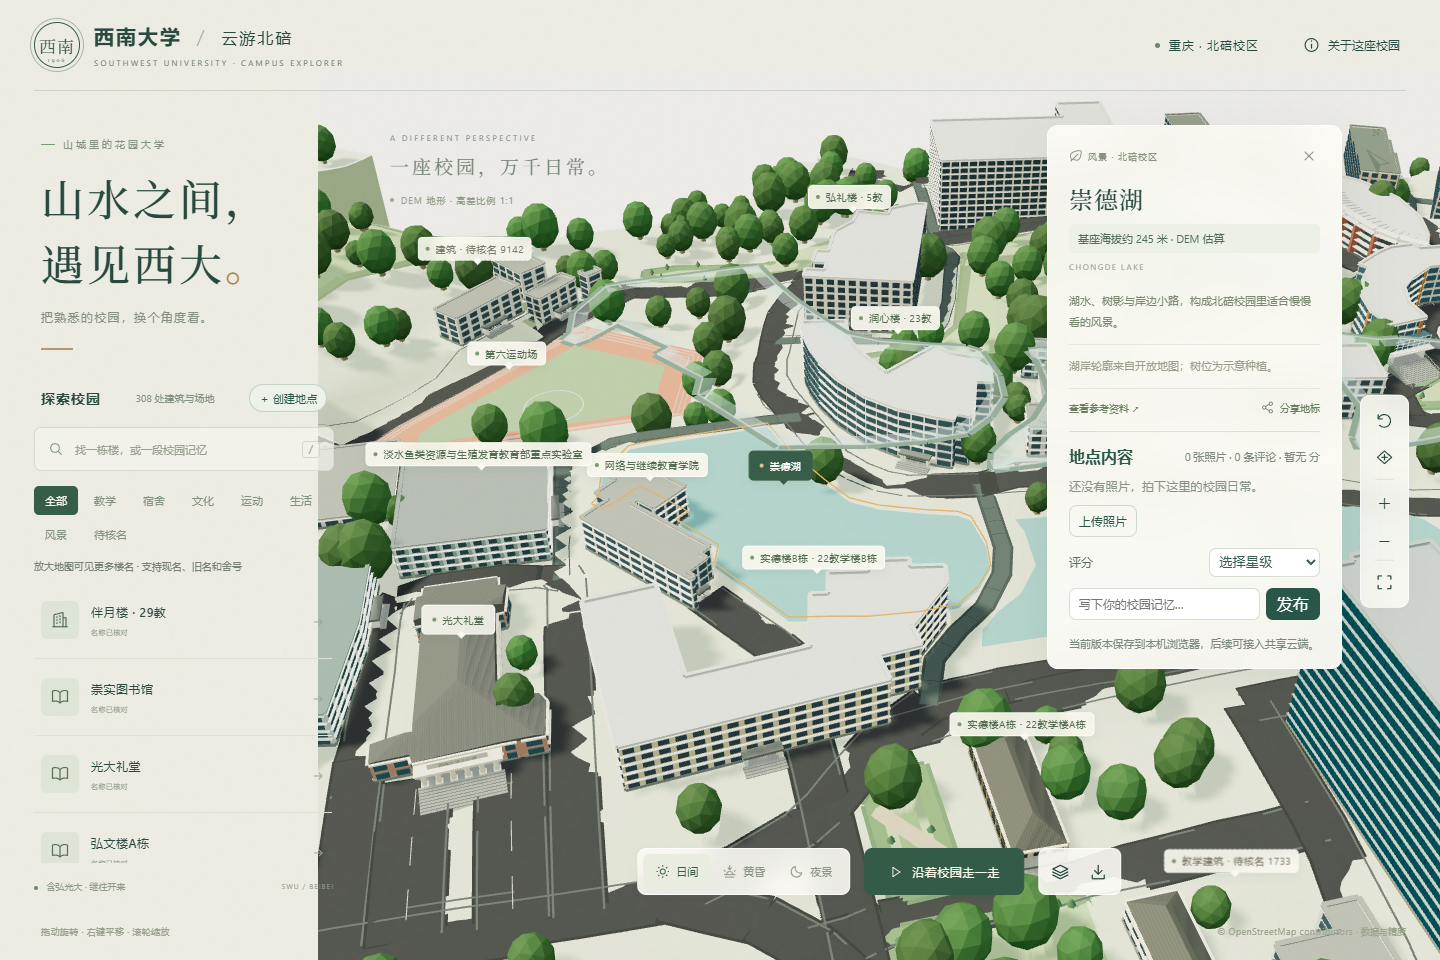 西南
1906
西南大学 / 云游北碚
SOUTHWEST UNIVERSITY · CAMPUS EXPLORER
重庆 · 北碚校区
关于这座校园
山城里的花园大学
山水之间，
遇见西大。
把熟悉的校园，换个角度看。
探索校园
308 处建筑与场地
+ 创建地点
找一栋楼，或一段校园记忆
/
全部 教学 宿舍 文化 运动 生活
风景 待核名
放大地图可见更多楼名 · 支持现名、旧名和舍号
伴月楼 · 29教
名称已核对
崇实图书馆
名称已核对
光大礼堂
名称已核对
弘文楼A栋
含弘光大 · 继往开来
SWU / BEIBEI
拖动旋转 · 右键平移 · 滚轮缩放
A DIFFERENT PERSPECTIVE
一座校园，万千日常。
DEM 地形 · 高差比例 1:1
弘礼楼 · 5教
建筑 · 待核名 9142
润心楼 · 23教
第六运动场
淡水鱼类资源与生殖发育教育部重点实验室
网络与继续教育学院
崇德湖
实德楼B栋 · 22教学楼B栋
光大礼堂
实德楼A栋 · 22教学楼A栋
教学建筑 · 待核名 1733
风景 · 北碚校区
崇德湖
基座海拔约 245 米 · DEM 估算
CHONGDE LAKE
湖水、树影与岸边小路，构成北碚校园里适合慢慢
看的风景。
湖岸轮廓来自开放地图；树位为示意种植。
查看参考资料 ↗
分享地标
地点内容
0 张照片 · 0 条评论 · 暂无 分
还没有照片，拍下这里的校园日常。
上传照片
评分
选择星级
写下你的校园记忆...
发布
当前版本保存到本机浏览器，后续可接入共享云端。
日间 黄昏 夜景
沿着校园走一走
© OpenStreetMap contributors · 数据与精度